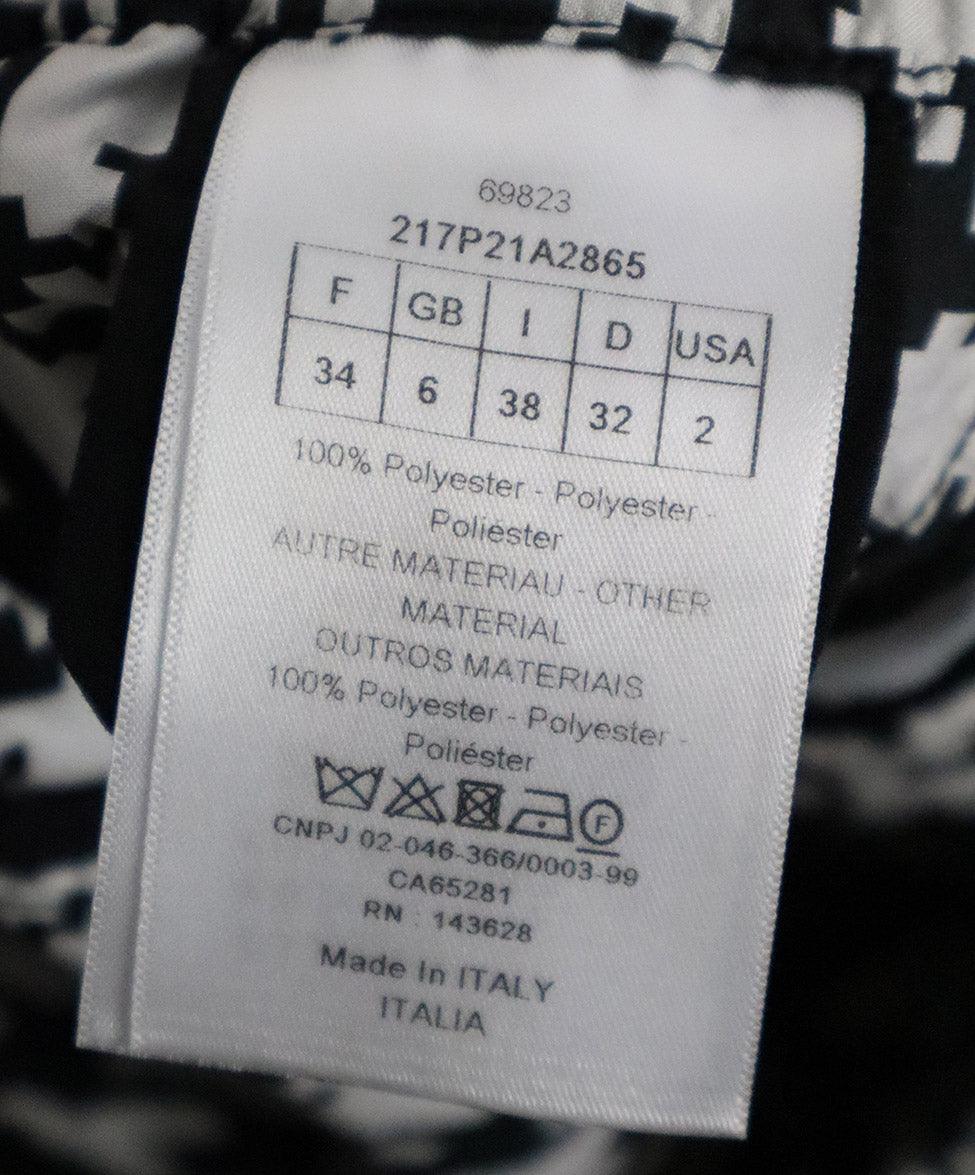 69823
217P21A2865
F GB I D USA
34 6 38 32 2
100% Polyester - Polyester -
Poliéster
AUTRE MATERIAU - OTHER
MATERIAL
OUTROS MATERIAIS
100% Polyester - Polyester -
Poliéster
F
CNPJ 02-046-366/0003-99
CA65281
RN : 143628
Made In ITALY
ITALIA